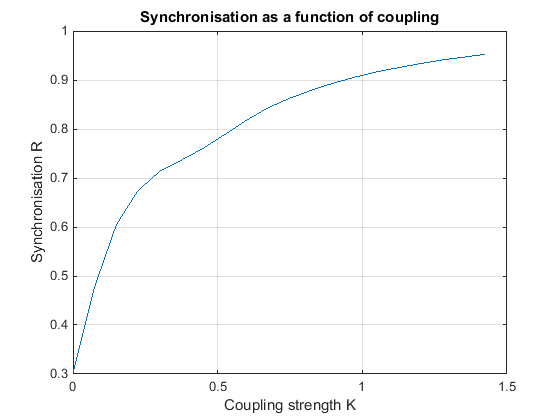 Synchronisation as a function of coupling
1
0.9
0.8
0.7
0.6
0.5
0.4
0.3
Synchronisation R
0 0.5 1 1.5
Coupling strength K